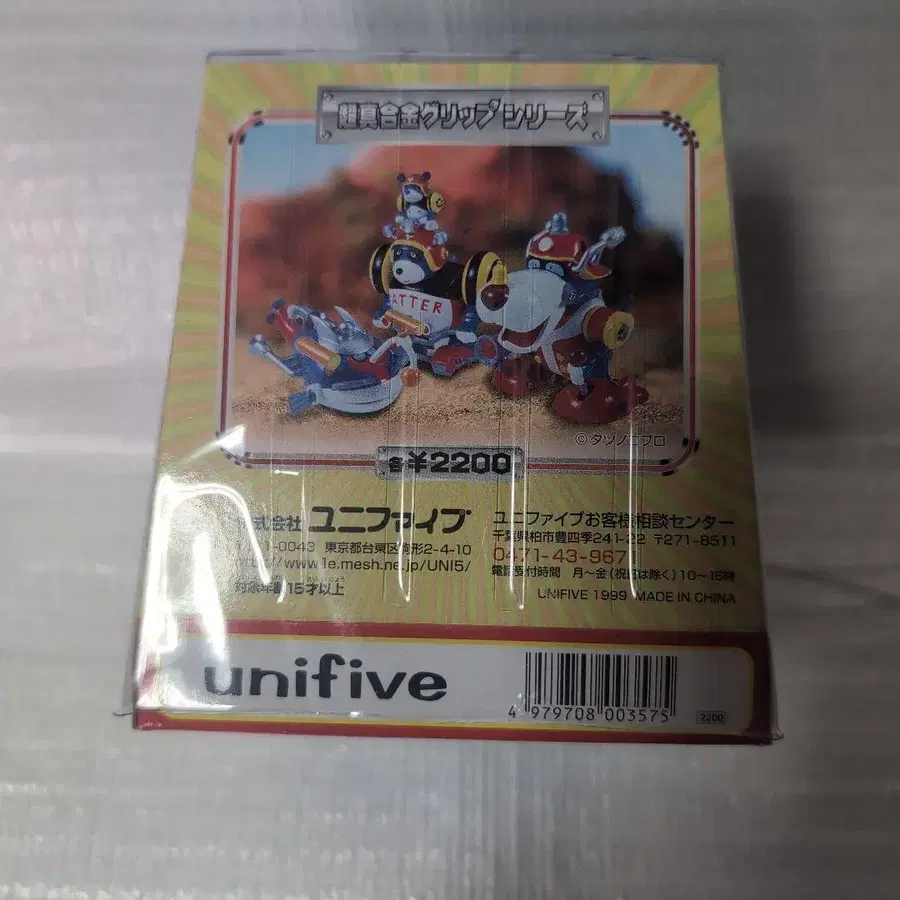 超真合金グリップシリーズ
ATTER
©タツノコプロ
各¥2200
株式会社 ユニファイブ
1-0043 東京都台東区駒形2-4-10
http://www1e.mesh.ne.jp/UNI5/
対象年齢15才以上
ユニファイブお客様相談センター
千葉県柏市豊四季241-22 〒271-8511
0471-43-9671
電話受付時間 月〜金(祝日は除く)10〜16時
UNIFIVE 1999 MADE IN CHINA
unifive
4 979708 003575
2200